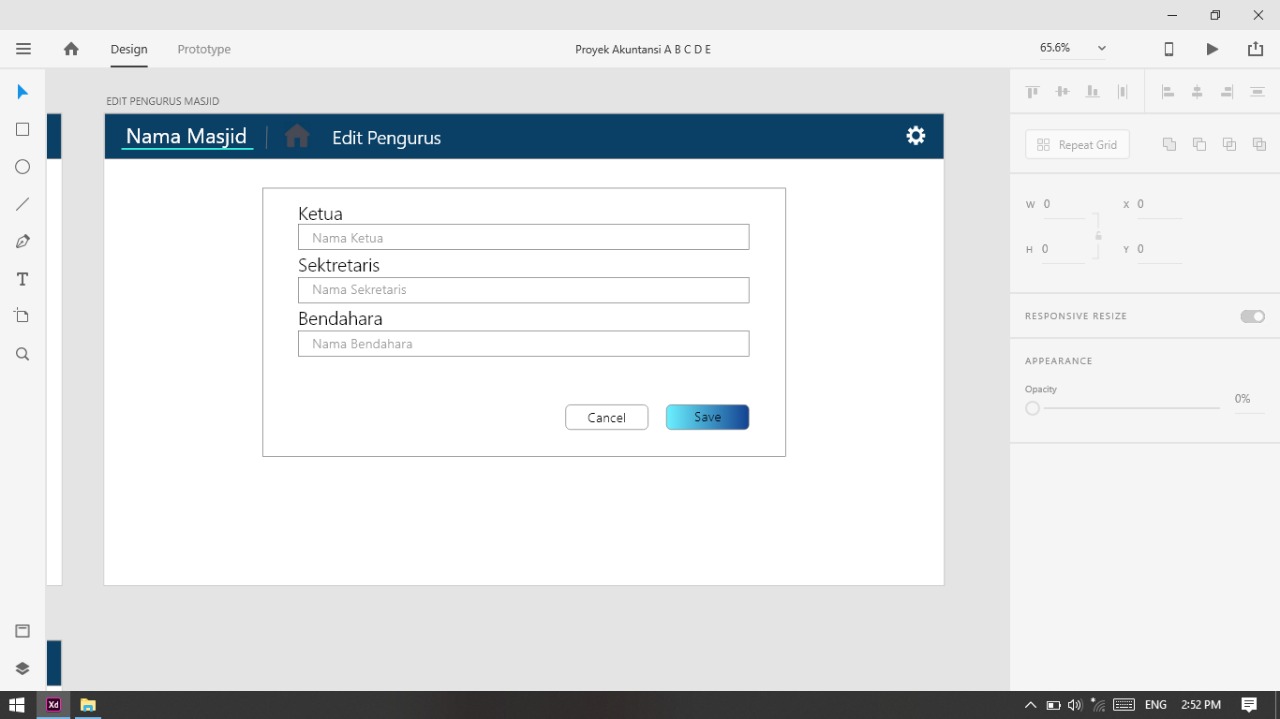 Design
Prototype
Proyek Akuntansi A B C D E
65.6%
EDIT PENGURUS MASJID
Nama Masjid
Edit Pengurus
Ketua
Nama Ketua
Sektretaris
Nama Sekretaris
Bendahara
Nama Bendahara
Cancel
Save
Repeat Grid
W 0
X 0
H 0
Y 0
RESPONSIVE RESIZE
APPEARANCE
Opacity
0%
T
Xd
ENG
2:52 PM